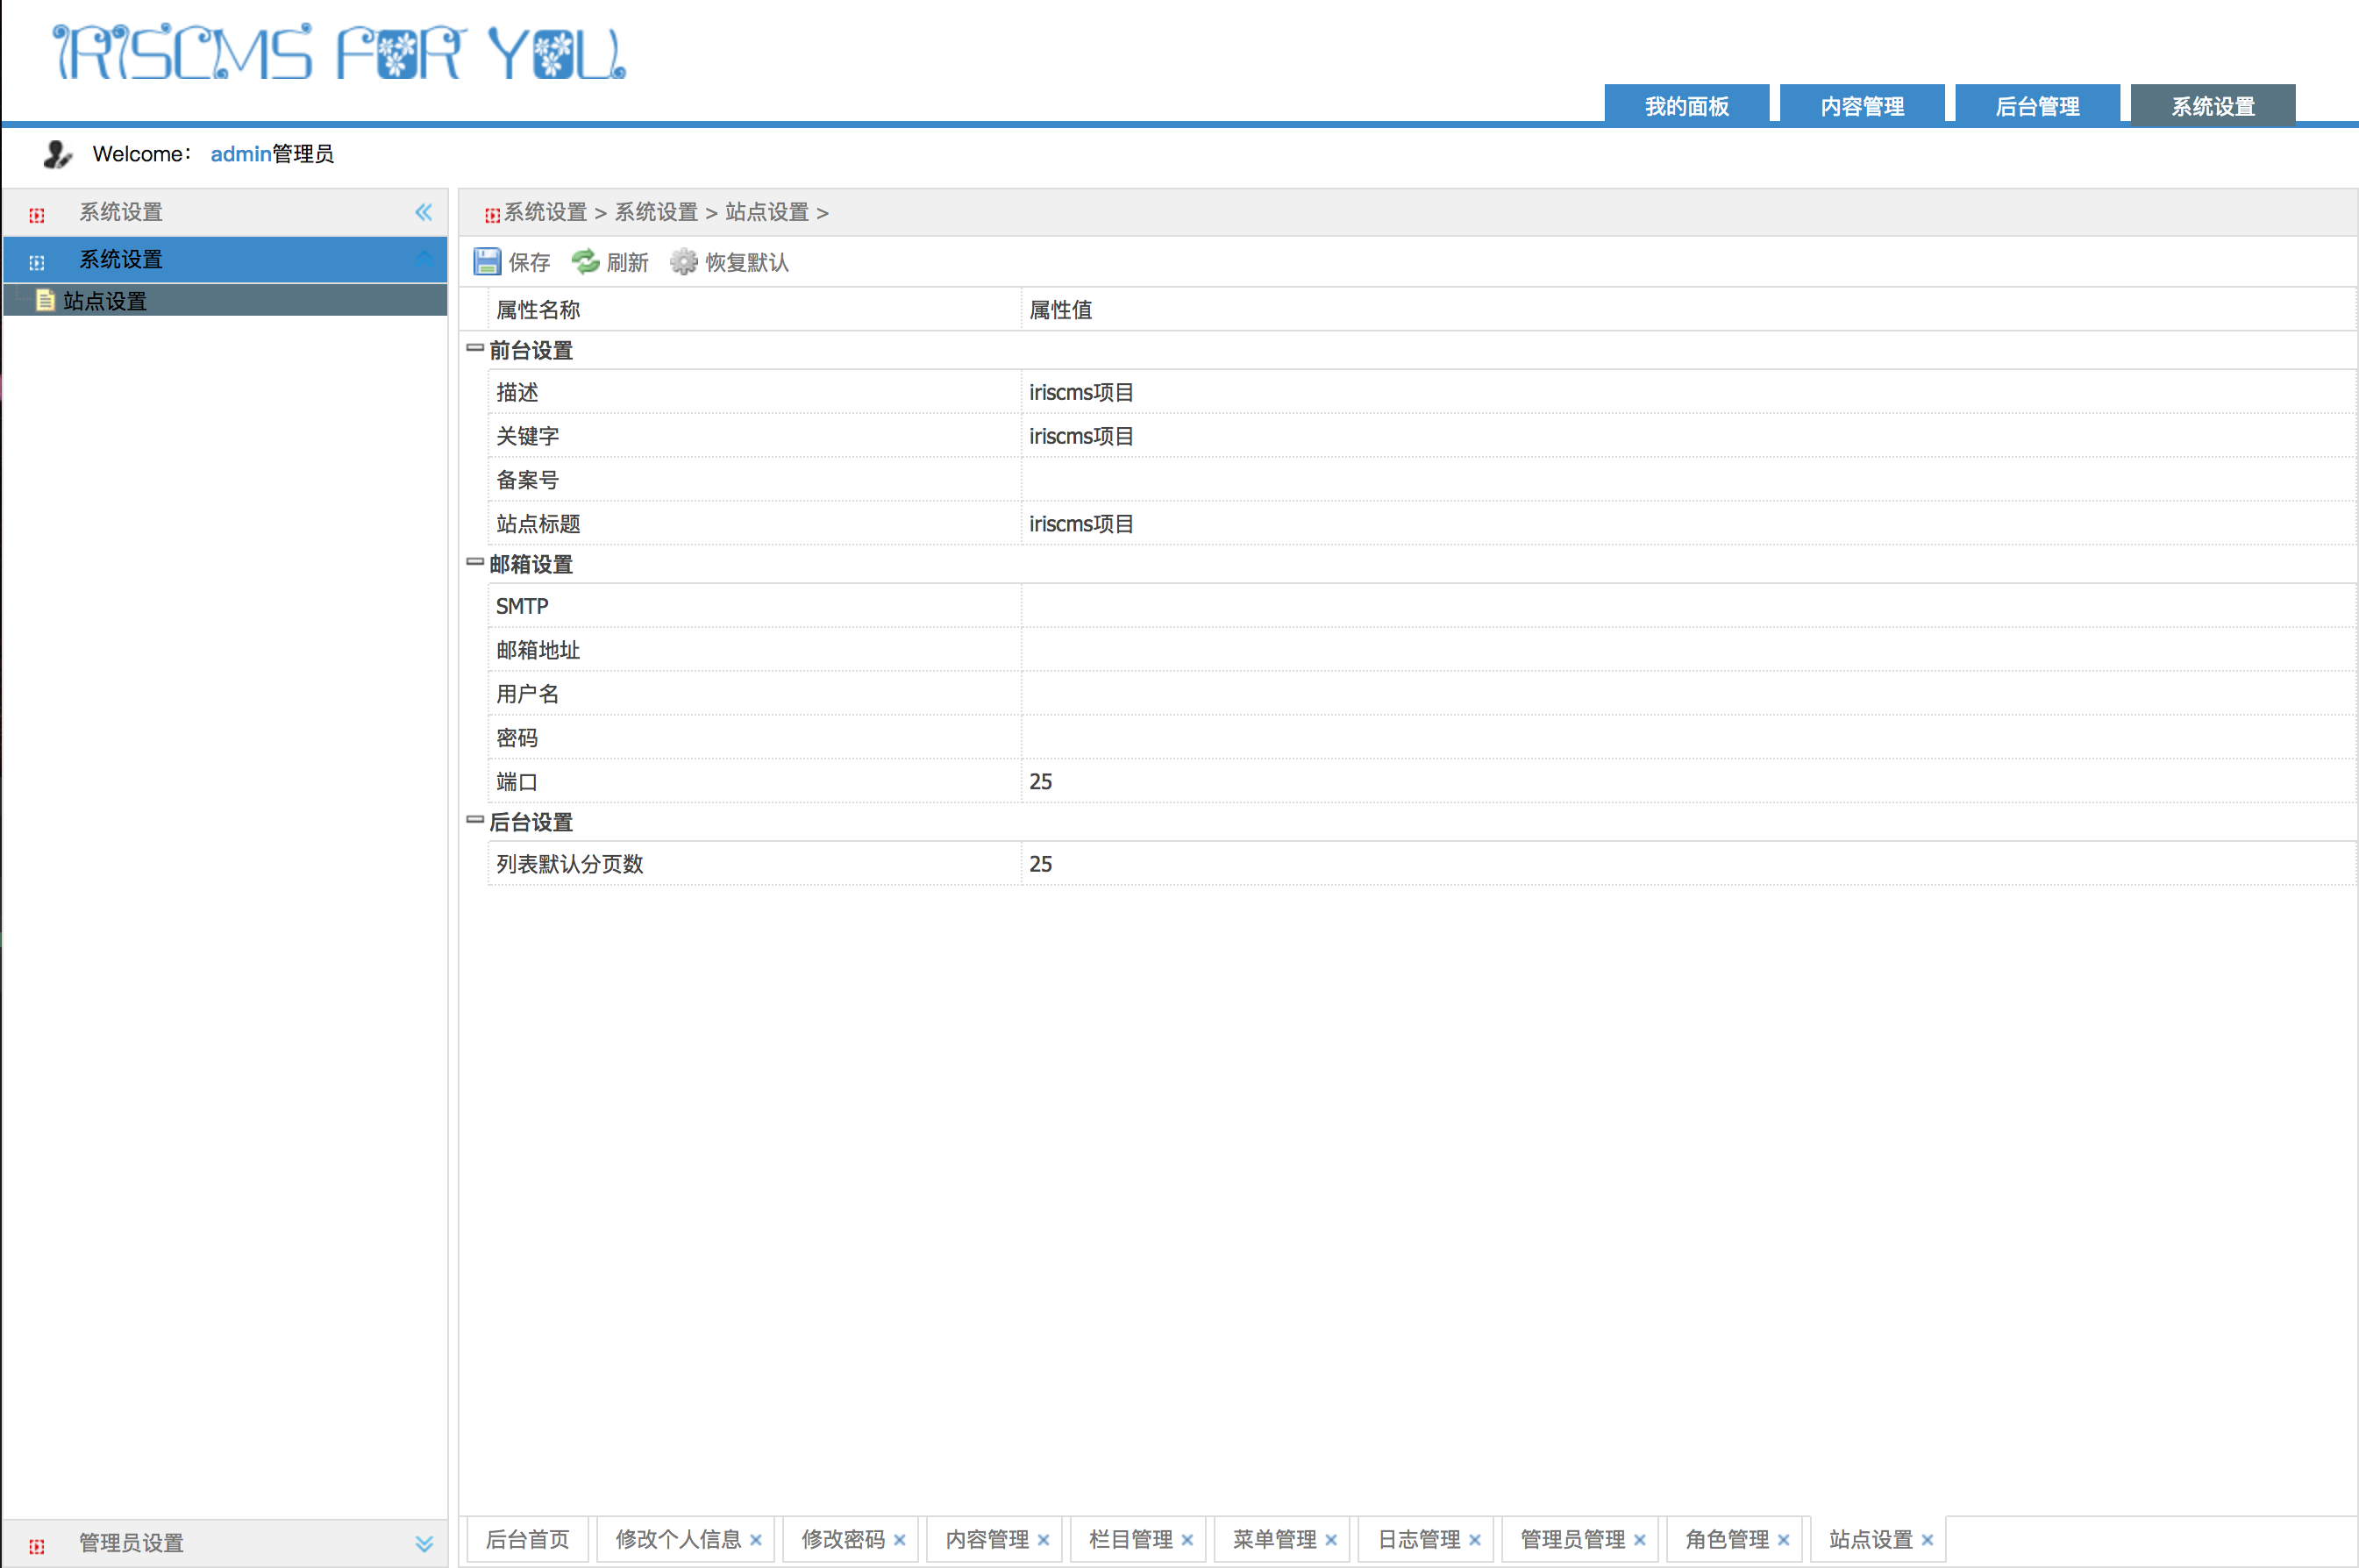 IRISCMS FOR YOU
我的面板 内容管理 后台管理 系统设置
Welcome： admin管理员
系统设置
系统设置
站点设置
系统设置 > 系统设置 > 站点设置 >
保存 刷新 恢复默认
属性名称 属性值
前台设置
描述 iriscms项目
关键字 iriscms项目
备案号
站点标题 iriscms项目
邮箱设置
SMTP
邮箱地址
用户名
密码
端口 25
后台设置
列表默认分页数 25
管理员设置
后台首页 修改个人信息 修改密码 内容管理 栏目管理 菜单管理 日志管理 管理员管理 角色管理 站点设置